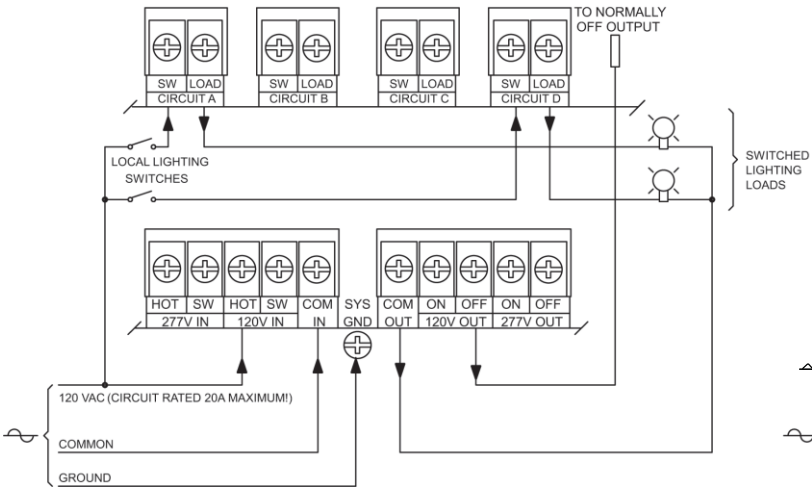 TO NORMALLY
OFF OUTPUT
SW LOAD
CIRCUIT A
SW LOAD
CIRCUIT B
SW LOAD
CIRCUIT C
SW LOAD
CIRCUIT D
LOCAL LIGHTING
SWITCHES
SWITCHED
LIGHTING
LOADS
HOT SW HOT SW COM SYS COM ON OFF ON OFF
277V IN 120V IN IN GND OUT 120V OUT 277V OUT
120 VAC (CIRCUIT RATED 20A MAXIMUM!)
COMMON
GROUND